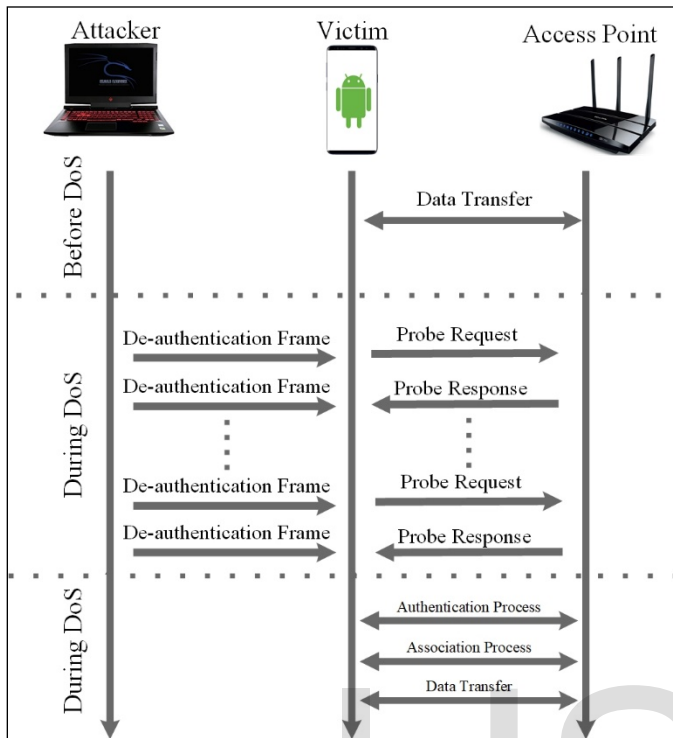 Attacker
Victim
Access Point
Before DoS
Data Transfer
During DoS
De-authentication Frame
Probe Request
De-authentication Frame
Probe Response
De-authentication Frame
Probe Request
De-authentication Frame
Probe Response
During DoS
Authentication Process
Association Process
Data Transfer